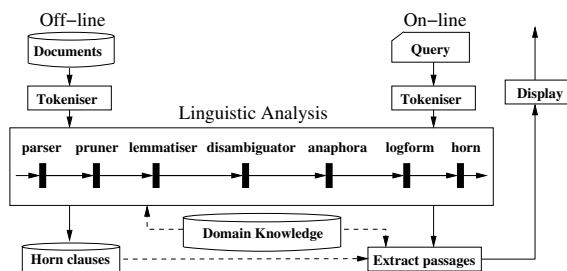 Off-line
On-line
Documents
Query
Tokeniser
Tokeniser
Display
Linguistic Analysis
parser pruner lemmatiser disambiguator anaphora logform horn
Domain Knowledge
Horn clauses
Extract passages